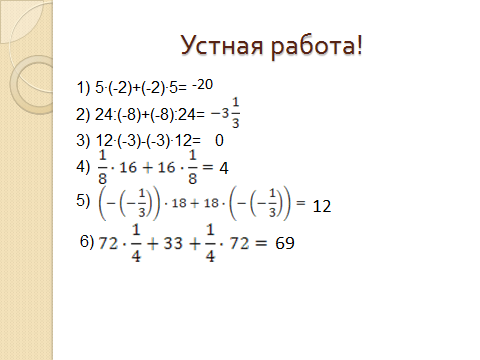 Устная работа!
1) 5·(-2)+(-2)·5= -20
2) 24:(-8)+(-8):24= −3 1/3
3) 12·(-3)-(-3)·12= 0
4) 1/8 · 16 + 16 · 1/8 = 4
5) (−(−1/3)) · 18 + 18 · (−(−1/3)) = 12
6) 72 · 1/4 + 33 + 1/4 · 72 = 69